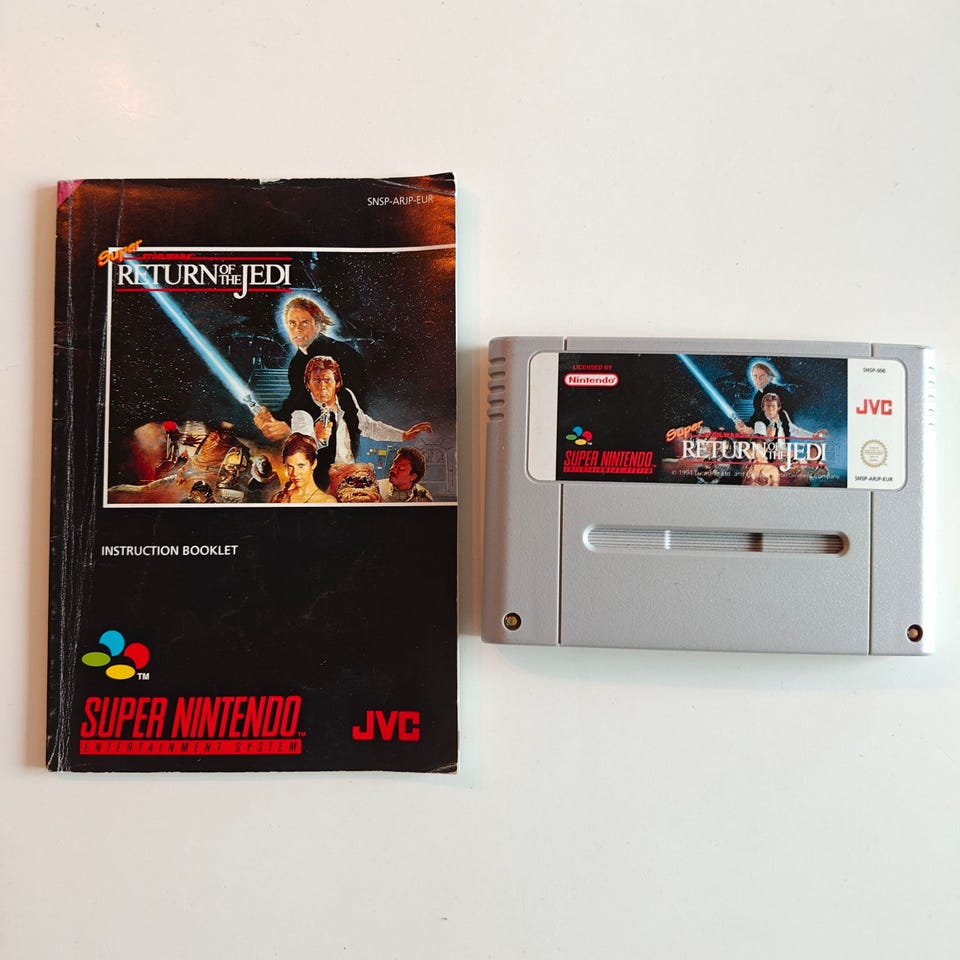 SNSP-ARJP-EUR
Super
STAR WARS
RETURN OF THE JEDI
INSTRUCTION BOOKLET
TM
SUPER NINTENDO TM
ENTERTAINMENT SYSTEM
JVC
LICENSED BY
Nintendo
SNSP-006
JVC
Super
STAR WARS
RETURN OF THE JEDI
SUPER NINTENDO
ENTERTAINMENT SYSTEM
© 1994
SNSP-ARJP-EUR